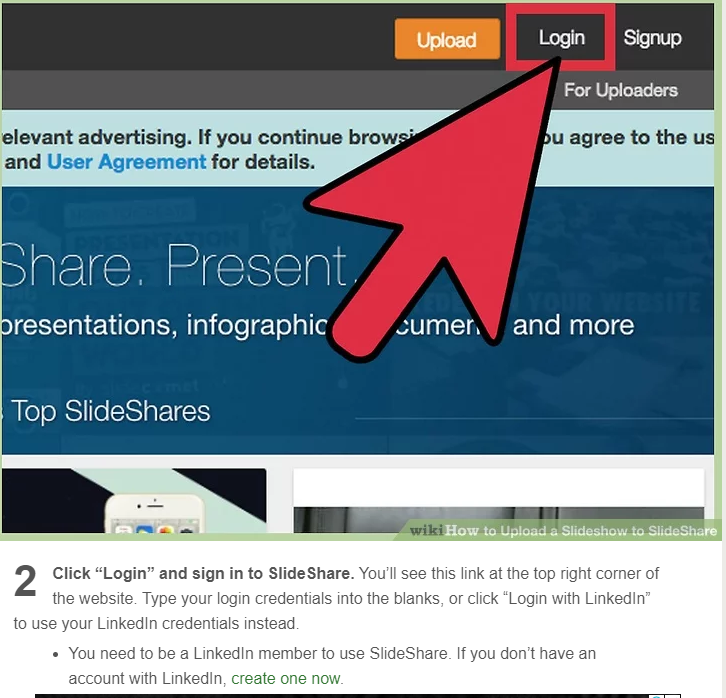 Upload Login Signup
For Uploaders
elevant advertising. If you continue brows ou agree to the us
and User Agreement for details.
Share. Present.
presentations, infographic cumen and more
Top SlideShares
wikiHow to Upload a Slideshow to SlideShare
2 Click “Login” and sign in to SlideShare. You’ll see this link at the top right corner of
the website. Type your login credentials into the blanks, or click “Login with LinkedIn”
to use your LinkedIn credentials instead.
• You need to be a LinkedIn member to use SlideShare. If you don’t have an
account with LinkedIn, create one now.